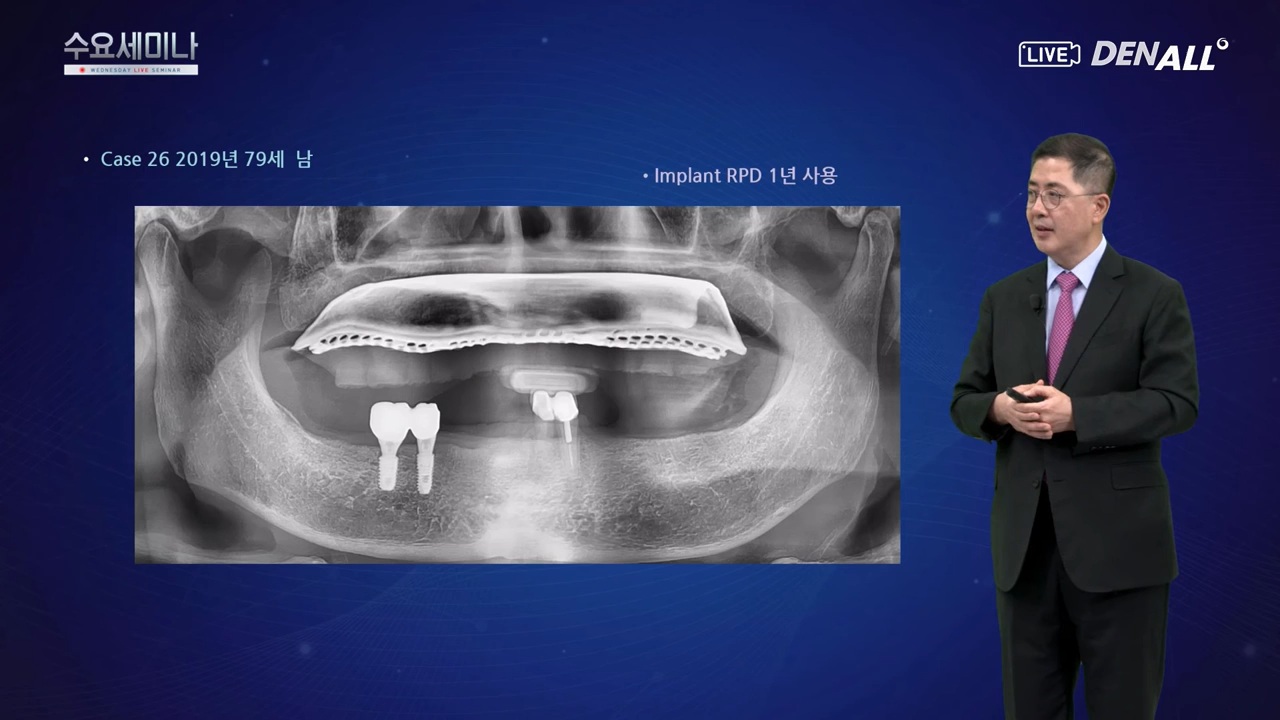 수요세미나
WEDNESDAY LIVE SEMINAR
LIVE
DENALL
• Case 26 2019년 79세 남
• Implant RPD 1년 사용